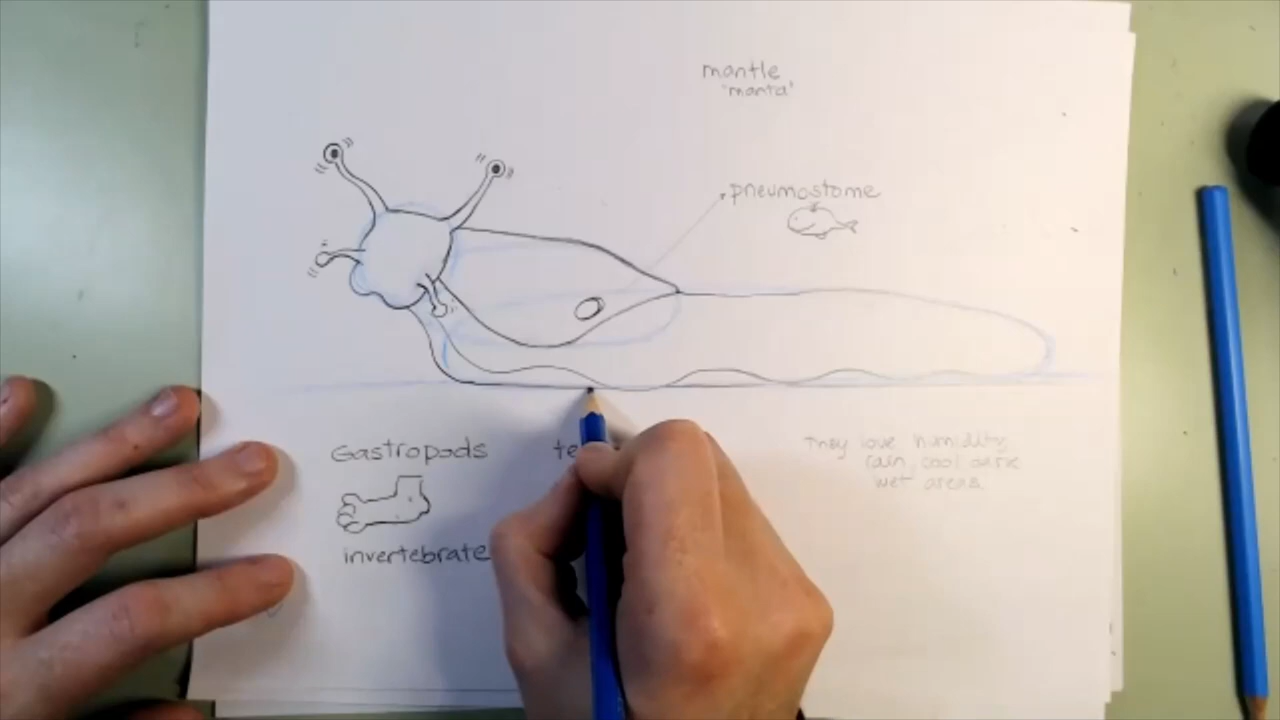 mantle
'manta'
pneumostome
Gastropods
invertebrate
They love humidity,
rain, cool dark
wet areas